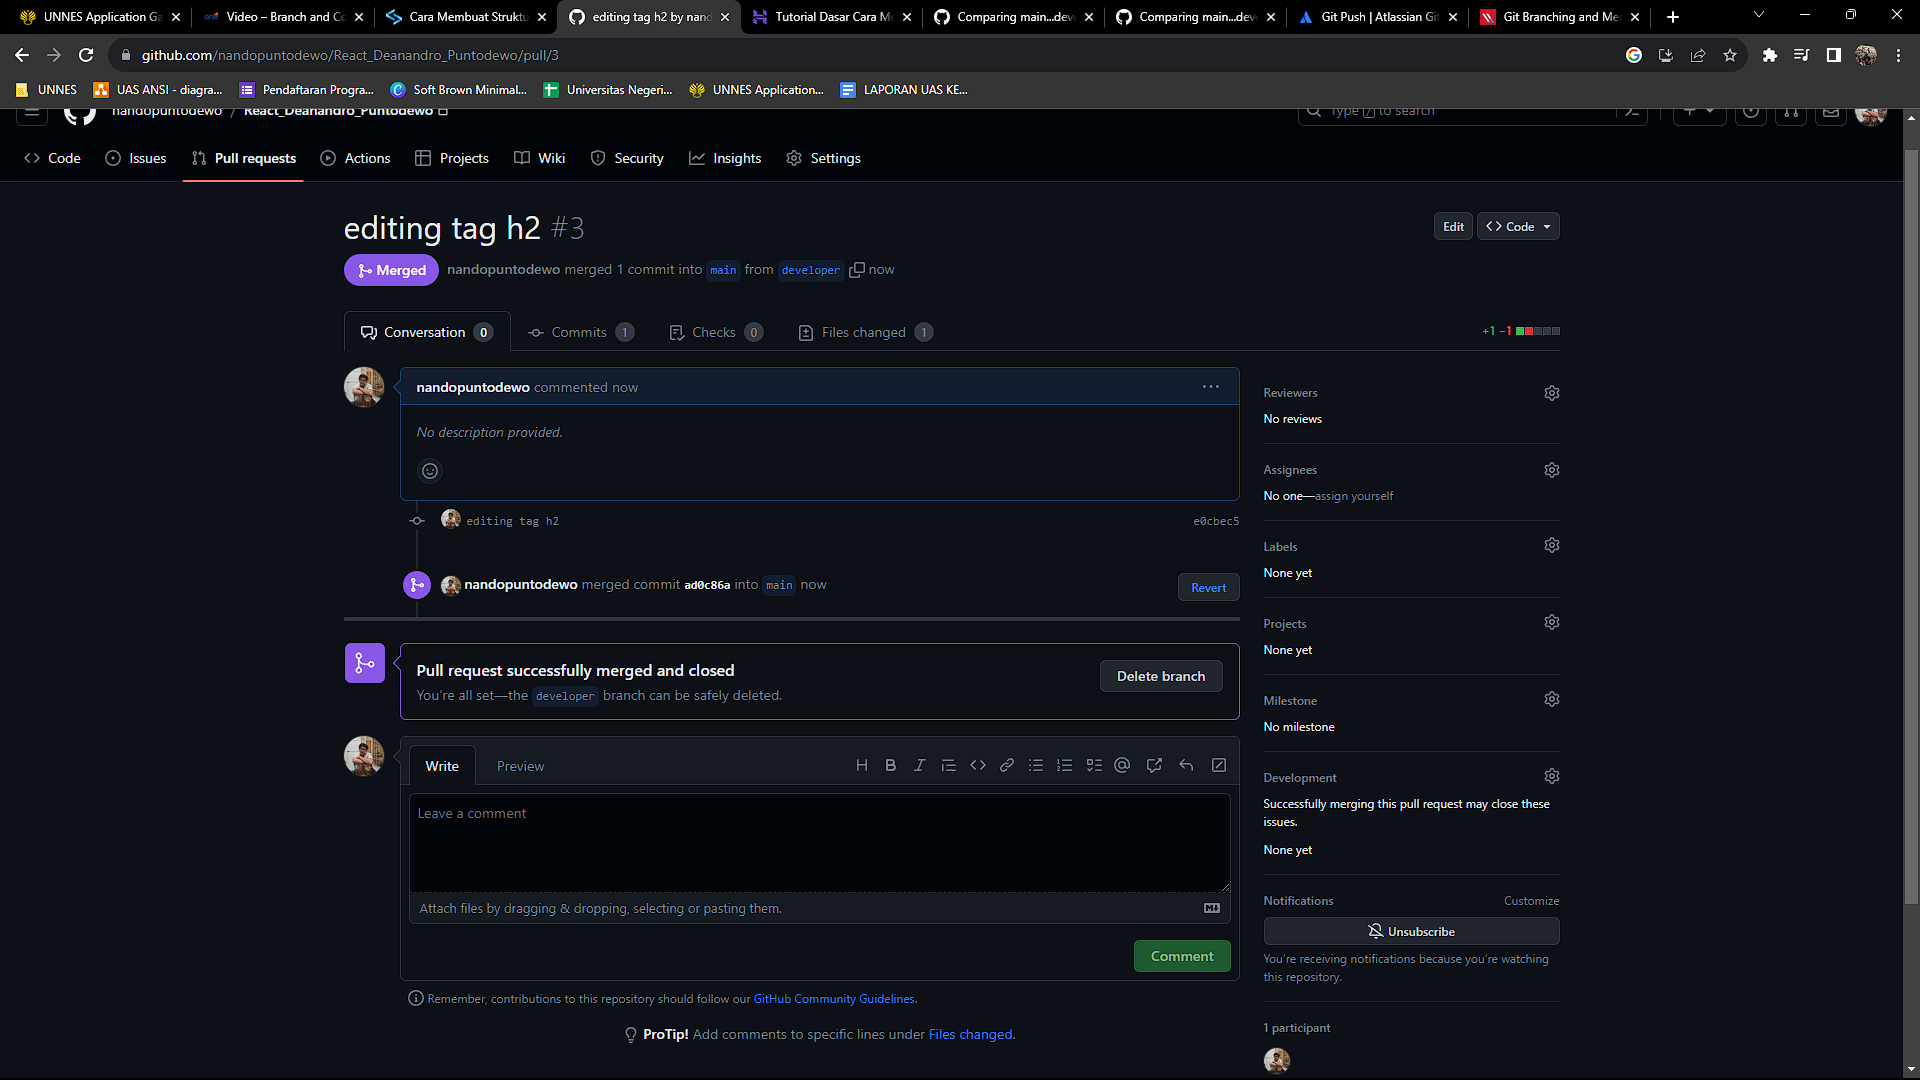 UNNES Application Ga
Video – Branch and Co
Cara Membuat Struktu
editing tag h2 by nand
Tutorial Dasar Cara Me
Comparing main...deve
Comparing main...deve
Git Push | Atlassian Git
Git Branching and Mer
github.com/nandopuntodewo/React_Deanandro_Puntodewo/pull/3
UNNES
UAS ANSI - diagra...
Pendaftaran Progra...
Soft Brown Minimal...
Universitas Negeri...
UNNES Application...
LAPORAN UAS KE...
nandopuntodewo / React_Deanandro_Puntodewo
Type / to search
Code
Issues
Pull requests
Actions
Projects
Wiki
Security
Insights
Settings
editing tag h2 #3
Edit
Code
Merged
nandopuntodewo merged 1 commit into main from developer now
Conversation 0
Commits 1
Checks 0
Files changed 1
+1 −1
nandopuntodewo commented now
No description provided.
editing tag h2
e0cbec5
nandopuntodewo merged commit ad0c86a into main now
Revert
Pull request successfully merged and closed
You're all set—the developer branch can be safely deleted.
Delete branch
Write
Preview
H B I
Leave a comment
Attach files by dragging & dropping, selecting or pasting them.
Comment
Remember, contributions to this repository should follow our GitHub Community Guidelines.
ProTip! Add comments to specific lines under Files changed.
Reviewers
No reviews
Assignees
No one—assign yourself
Labels
None yet
Projects
None yet
Milestone
No milestone
Development
Successfully merging this pull request may close these
issues.
None yet
Notifications
Customize
Unsubscribe
You're receiving notifications because you're watching
this repository.
1 participant